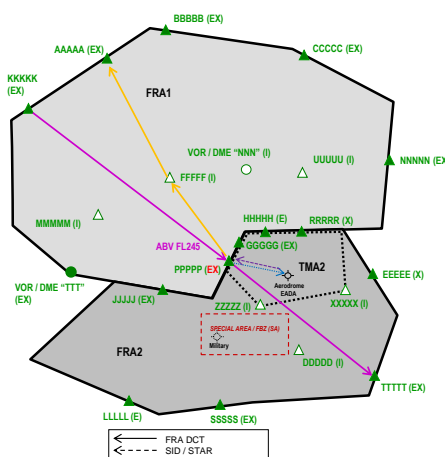 BBBBB (EX)
AAAAA (EX)
CCCCC (EX)
KKKKK
(EX)
FRA1
VOR / DME “NNN” (I)
NNNNN (EX)
UUUUU (I)
FFFFF (I)
MMMMM (I)
HHHHH (E)
RRRRR (X)
ABV FL245
GGGGG (EX)
PPPPP (EX)
TMA2
EEEEE (X)
Aerodrome
EADA
VOR / DME “TTT”
(EX)
JJJJJ (EX)
ZZZZZ (I)
XXXXX (I)
SPECIAL AREA / FBZ (SA)
Military
FRA2
DDDDD (I)
TTTTT (EX)
LLLLL (E)
SSSSS (EX)
FRA DCT
SID / STAR